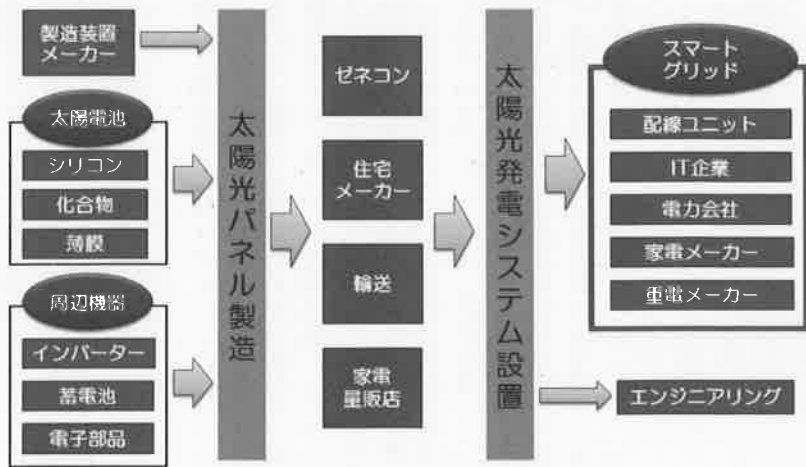 製造装置
メーカー
太陽電池
シリコン
化合物
薄膜
周辺機器
インバーター
蓄電池
電子部品
太陽光パネル製造
ゼネコン
住宅
メーカー
輸送
家電
量販店
太陽光発電システム設置
スマート
グリッド
配線ユニット
IT企業
電力会社
家電メーカー
重電メーカー
エンジニアリング